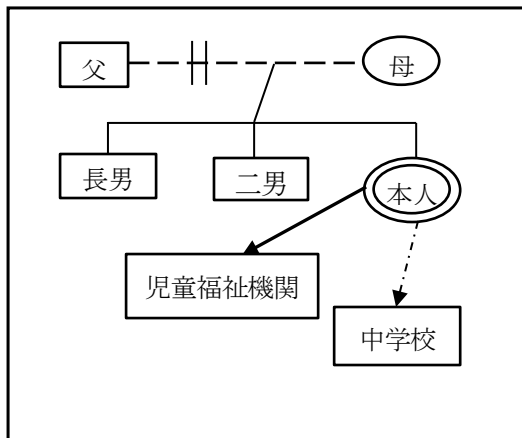 父
母
長男
二男
本人
児童福祉機関
中学校